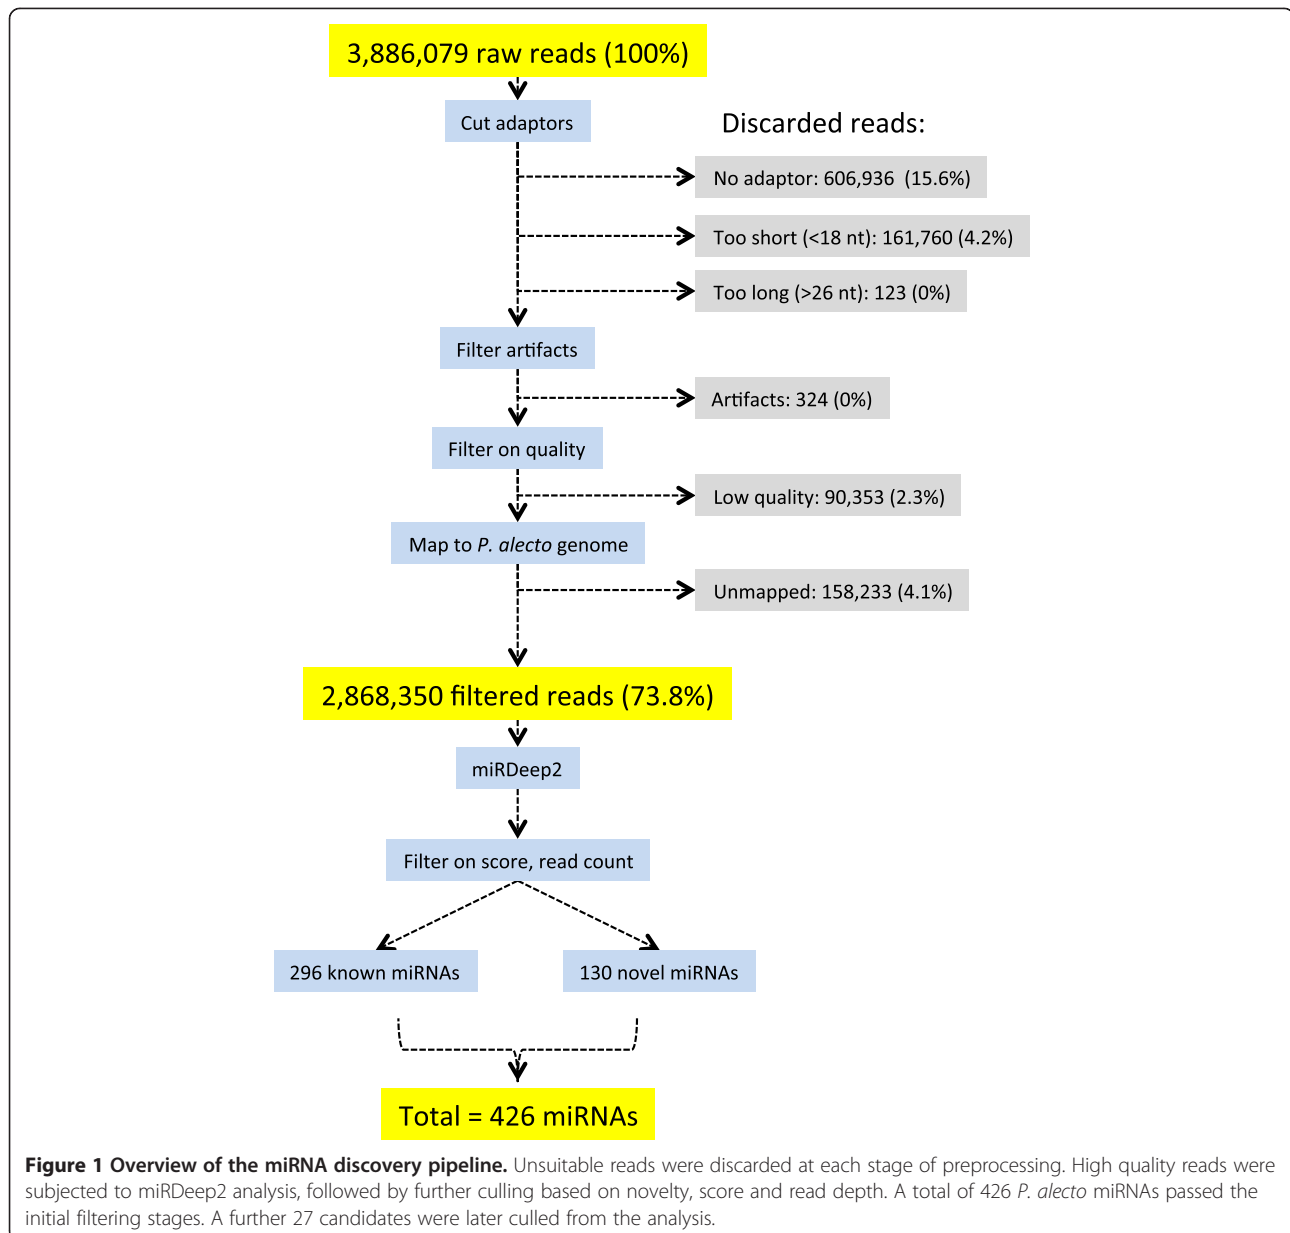 3,886,079 raw reads (100%)
Cut adaptors
Discarded reads:
No adaptor: 606,936 (15.6%)
Too short (<18 nt): 161,760 (4.2%)
Too long (>26 nt): 123 (0%)
Filter artifacts
Artifacts: 324 (0%)
Filter on quality
Low quality: 90,353 (2.3%)
Map to P. alecto genome
Unmapped: 158,233 (4.1%)
2,868,350 filtered reads (73.8%)
miRDeep2
Filter on score, read count
296 known miRNAs
130 novel miRNAs
Total = 426 miRNAs
Figure 1 Overview of the miRNA discovery pipeline. Unsuitable reads were discarded at each stage of preprocessing. High quality reads were
subjected to miRDeep2 analysis, followed by further culling based on novelty, score and read depth. A total of 426 P. alecto miRNAs passed the
initial filtering stages. A further 27 candidates were later culled from the analysis.